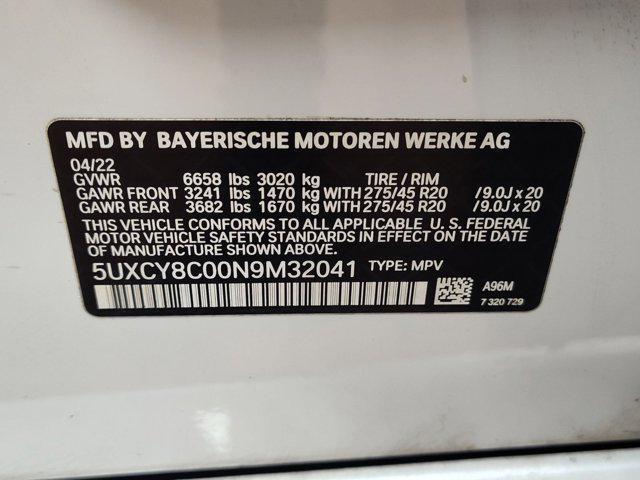 MFD BY BAYERISCHE MOTOREN WERKE AG
04/22
GVWR 6658 lbs 3020 kg TIRE / RIM
GAWR FRONT 3241 lbs 1470 kg WITH 275/45 R20 /9.0J x 20
GAWR REAR 3682 lbs 1670 kg WITH 275/45 R20 /9.0J x 20
THIS VEHICLE CONFORMS TO ALL APPLICABLE U. S. FEDERAL
MOTOR VEHICLE SAFETY STANDARDS IN EFFECT ON THE DATE
OF MANUFACTURE SHOWN ABOVE.
5UXCY8C00N9M32041 TYPE: MPV
A96M
7 320 729